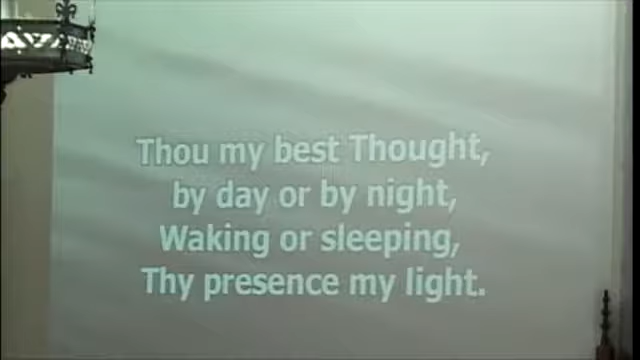 Thou my best Thought,
by day or by night,
Waking or sleeping,
Thy presence my light.